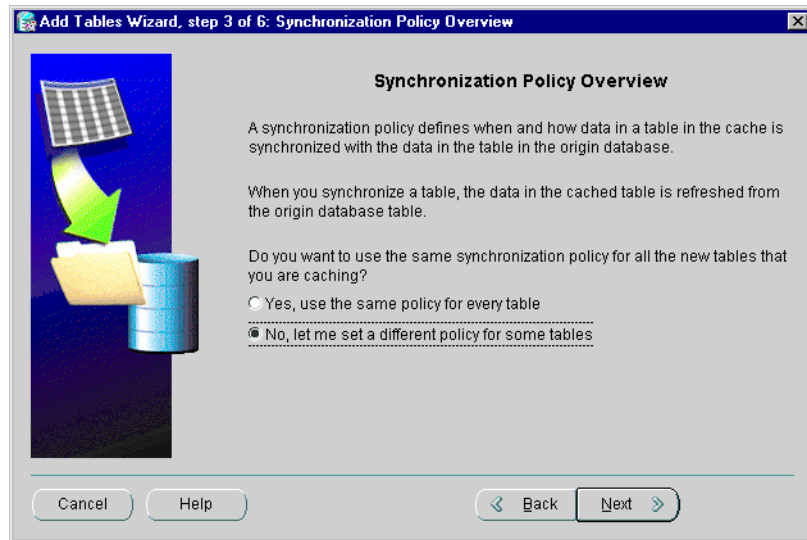 Add Tables Wizard, step 3 of 6: Synchronization Policy Overview
Synchronization Policy Overview
A synchronization policy defines when and how data in a table in the cache is
synchronized with the data in the table in the origin database.
When you synchronize a table, the data in the cached table is refreshed from
the origin database table.
Do you want to use the same synchronization policy for all the new tables that
you are caching?
Yes, use the same policy for every table
No, let me set a different policy for some tables
Cancel
Help
Back
Next